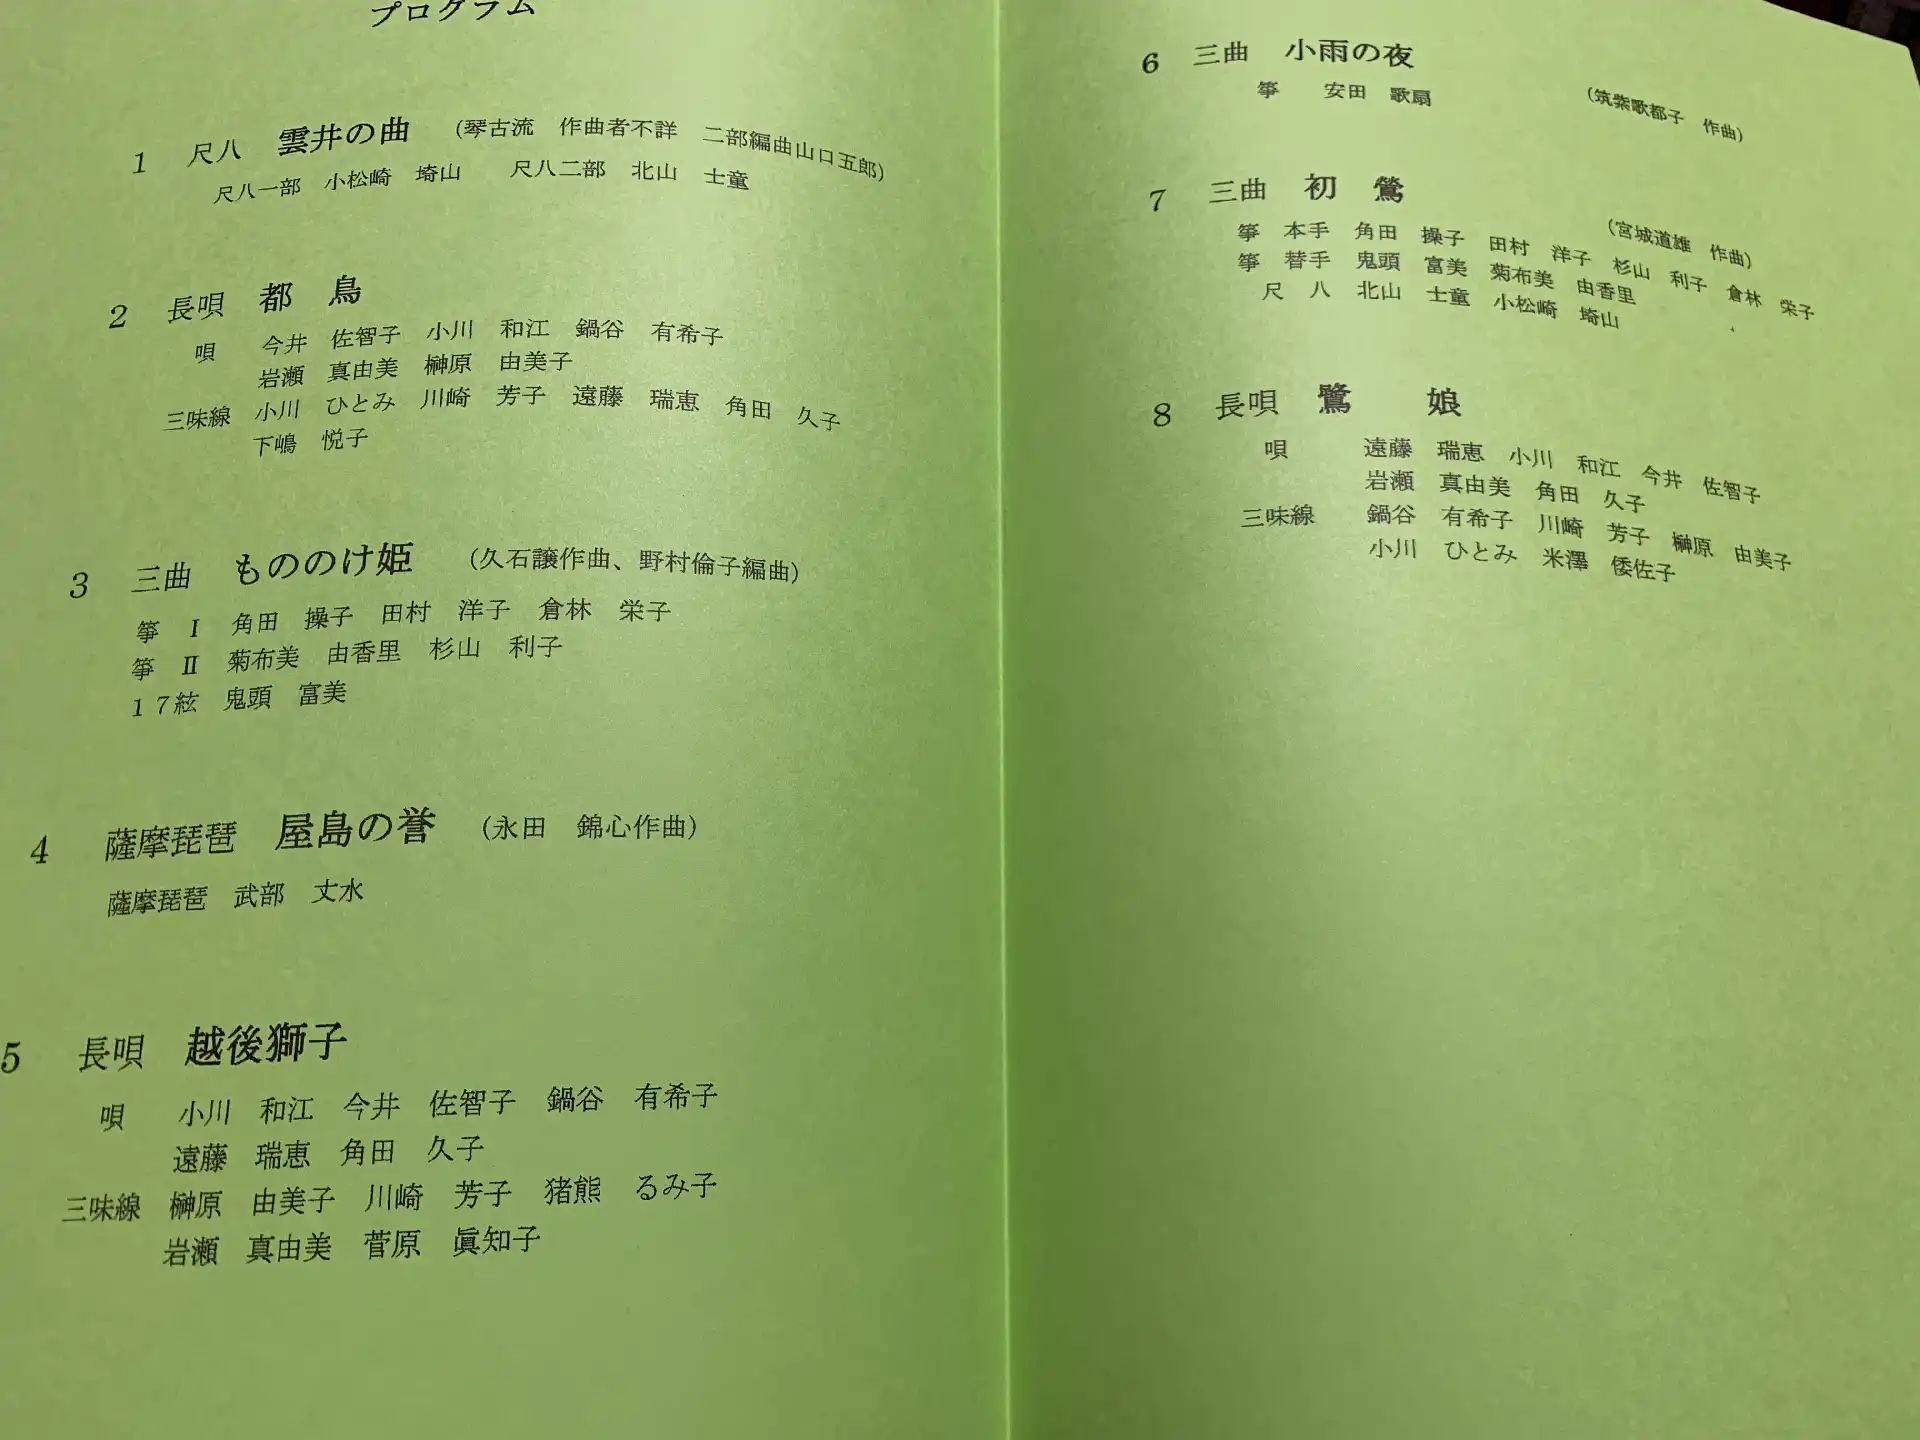 プログラム
1 尺八 雲井の曲 (琴古流 作曲者不詳 二部編曲山口五郎)
尺八一部 小松崎 埼山 尺八二部 北山 士童
2 長唄 都 鳥
唄 今井 佐智子 小川 和江 鍋谷 有希子
岩瀬 真由美 榊原 由美子
三味線 小川 ひとみ 川崎 芳子 遠藤 瑞恵 角田 久子
下嶋 悦子
3 三曲 もののけ姫 (久石譲作曲、野村倫子編曲)
箏 Ⅰ 角田 操子 田村 洋子 倉林 栄子
箏 Ⅱ 菊布美 由香里 杉山 利子
17絃 鬼頭 富美
4 薩摩琵琶 屋島の誉 (永田 錦心作曲)
薩摩琵琶 武部 丈水
5 長唄 越後獅子
唄 小川 和江 今井 佐智子 鍋谷 有希子
遠藤 瑞恵 角田 久子
三味線 榊原 由美子 川崎 芳子 猪熊 るみ子
岩瀬 真由美 菅原 眞知子
6 三曲 小雨の夜
(筑紫歌都子 作曲)
箏 安田 歌扇
7 三曲 初 鶯
(宮城道雄 作曲)
箏 本手 角田 操子 田村 洋子 杉山 利子 倉林 栄子
箏 替手 鬼頭 富美 菊布美 由香里
尺 八 北山 士童 小松崎 埼山
8 長唄 鷺 娘
唄 遠藤 瑞恵 小川 和江 今井 佐智子
岩瀬 真由美 角田 久子
三味線 鍋谷 有希子 川崎 芳子 榊原 由美子
小川 ひとみ 米澤 倭佐子